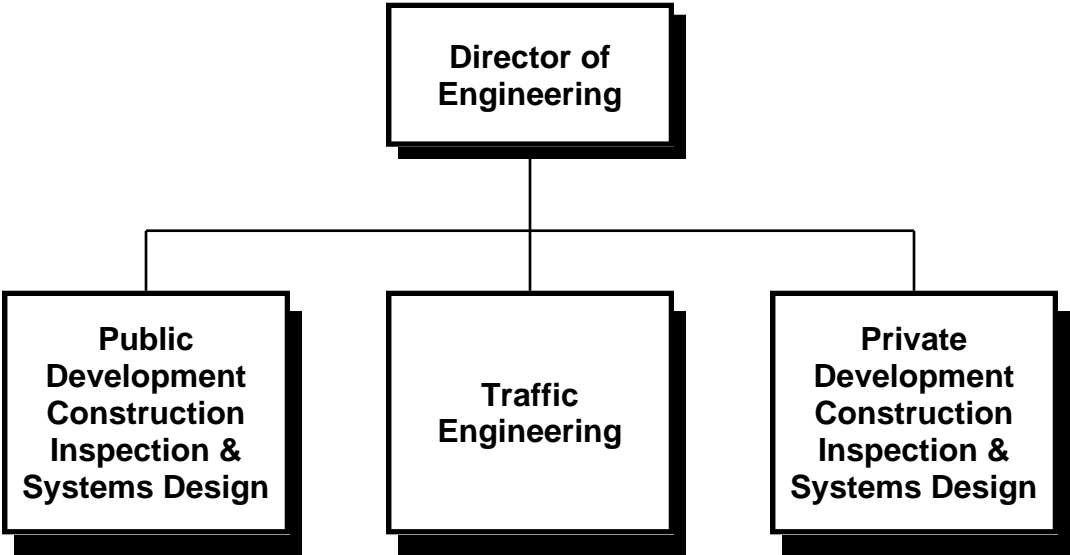 Director of
Engineering
Public
Development
Construction
Inspection &
Systems Design
Traffic
Engineering
Private
Development
Construction
Inspection &
Systems Design